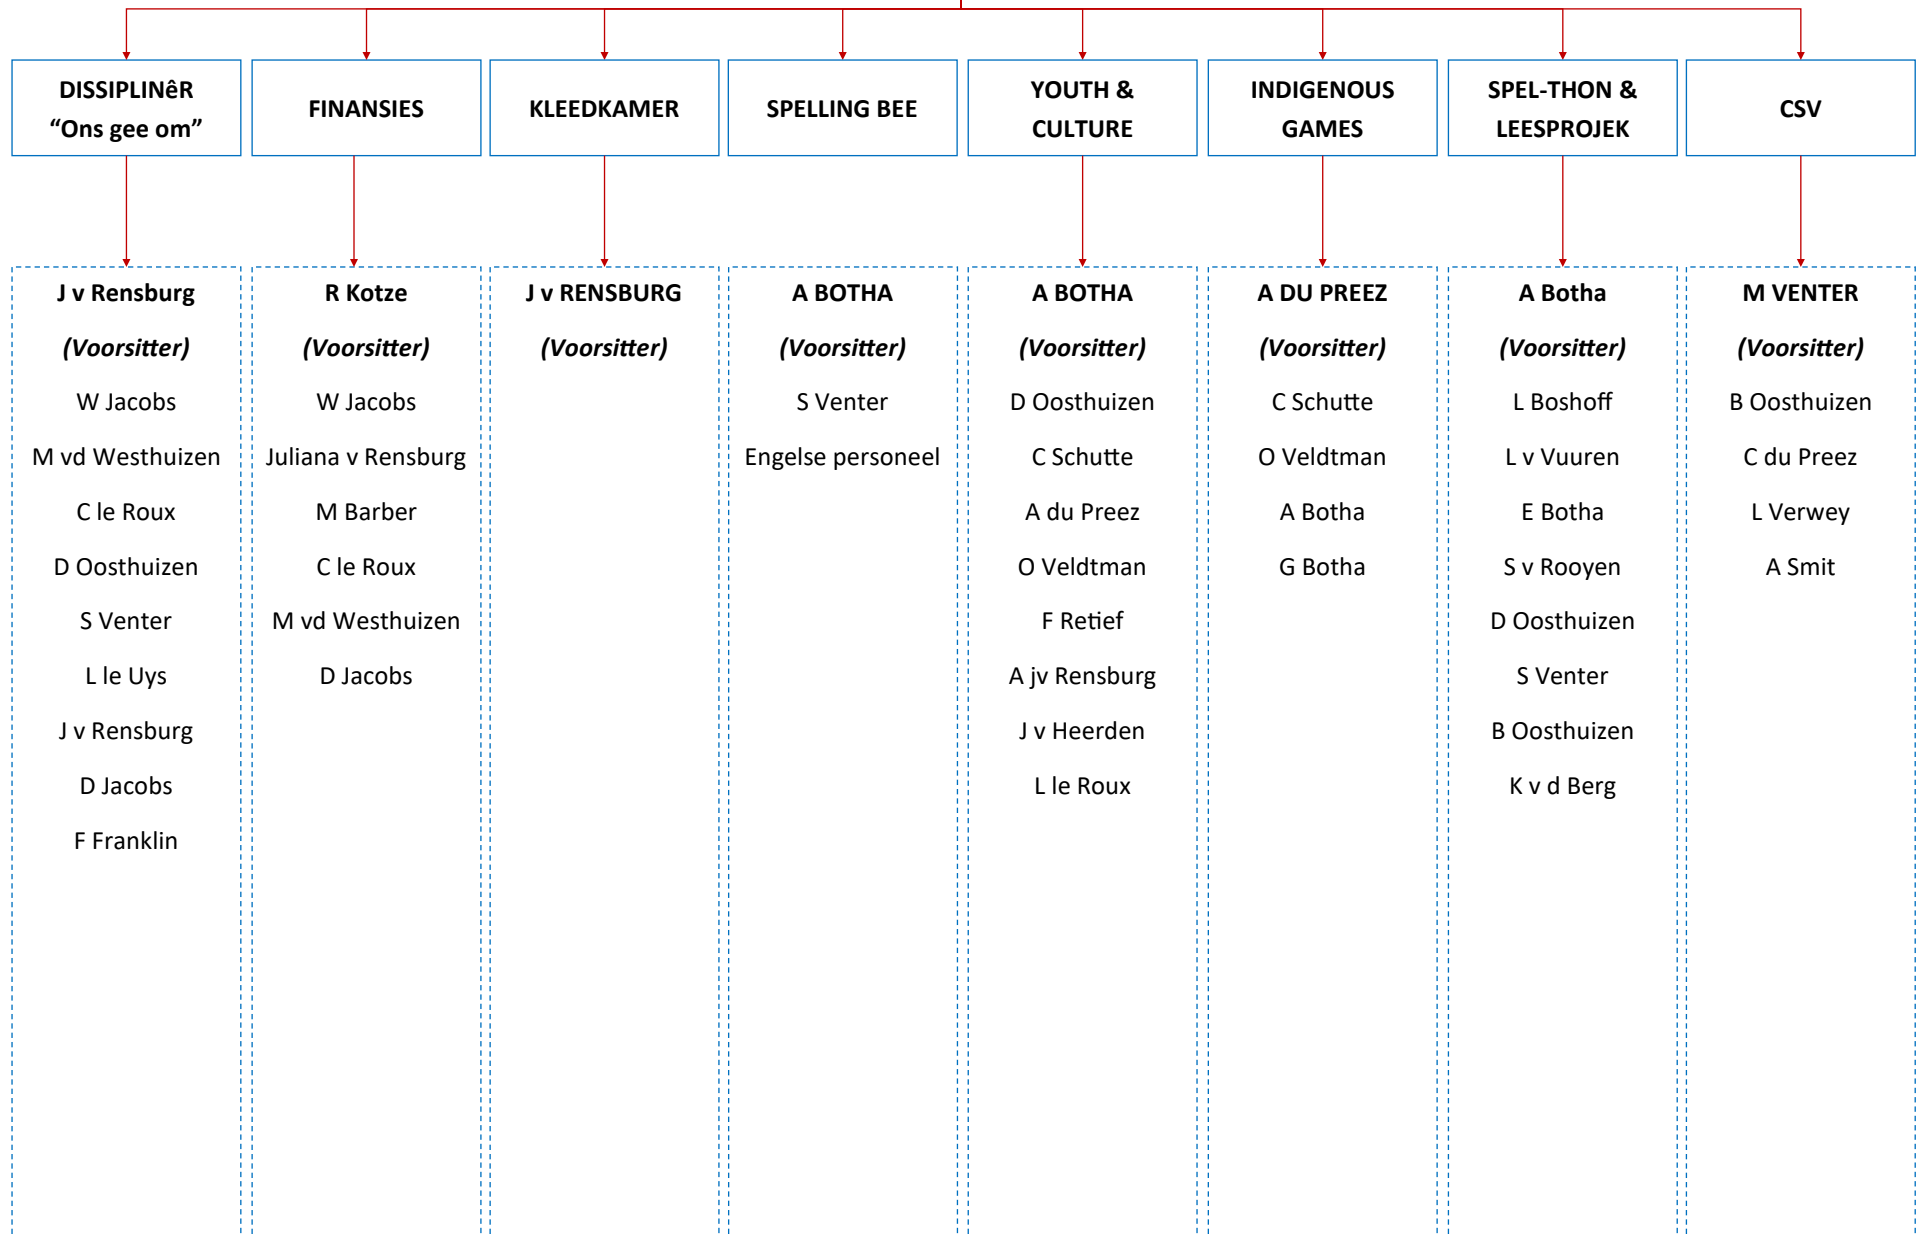 DISSIPLINêR
“Ons gee om”
FINANSIES
KLEEDKAMER
SPELLING BEE
YOUTH &
CULTURE
INDIGENOUS
GAMES
SPEL-THON &
LEESPROJEK
CSV
J v Rensburg
(Voorsitter)
W Jacobs
M vd Westhuizen
C le Roux
D Oosthuizen
S Venter
L le Uys
J v Rensburg
D Jacobs
F Franklin
R Kotze
(Voorsitter)
W Jacobs
Juliana v Rensburg
M Barber
C le Roux
M vd Westhuizen
D Jacobs
J v RENSBURG
(Voorsitter)
A BOTHA
(Voorsitter)
S Venter
Engelse personeel
A BOTHA
(Voorsitter)
D Oosthuizen
C Schutte
A du Preez
O Veldtman
F Retief
A jv Rensburg
J v Heerden
L le Roux
A DU PREEZ
(Voorsitter)
C Schutte
O Veldtman
A Botha
G Botha
A Botha
(Voorsitter)
L Boshoff
L v Vuuren
E Botha
S v Rooyen
D Oosthuizen
S Venter
B Oosthuizen
K v d Berg
M VENTER
(Voorsitter)
B Oosthuizen
C du Preez
L Verwey
A Smit